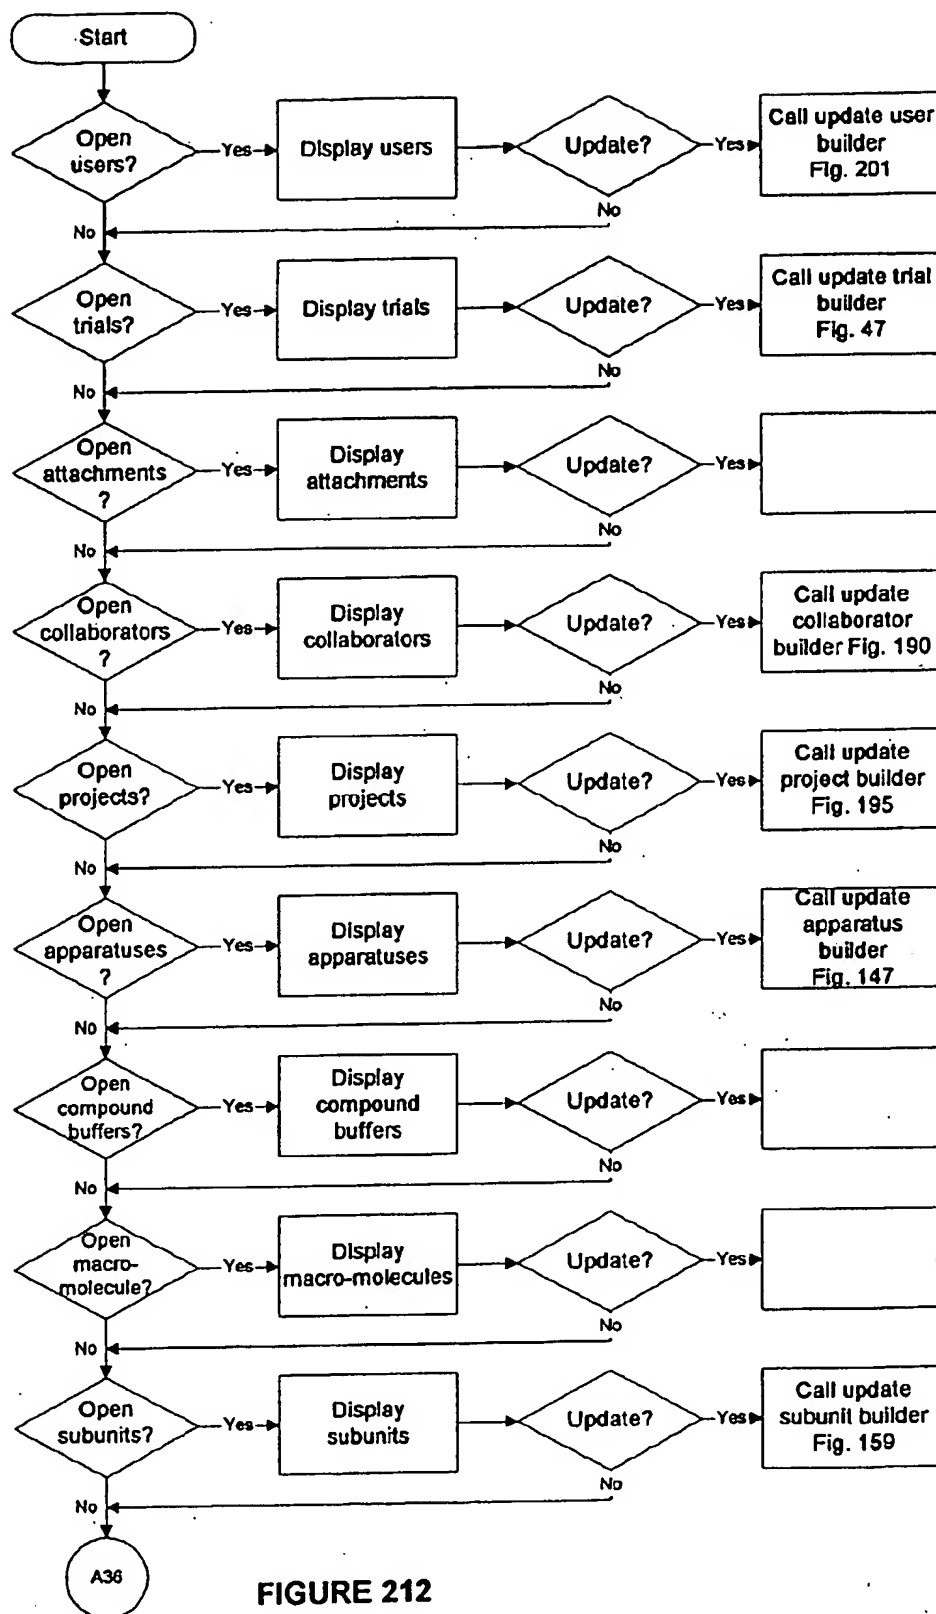 Start
Open
users?
Yes
Display users
Update?
Yes
Call update user
builder
Fig. 201
No
No
Open
trials?
Yes
Display trials
Update?
Yes
Call update trial
builder
Fig. 47
No
No
Open
attachments
?
Yes
Display
attachments
Update?
Yes
No
No
Open
collaborators
?
Yes
Display
collaborators
Update?
Yes
Call update
collaborator
builder Fig. 190
No
No
Open
projects?
Yes
Display
projects
Update?
Yes
Call update
project builder
Fig. 195
No
No
Open
apparatuses
?
Yes
Display
apparatuses
Update?
Yes
Call update
apparatus
builder
Fig. 147
No
No
Open
compound
buffers?
Yes
Display
compound
buffers
Update?
Yes
No
No
Open
macro-
molecule?
Yes
Display
macro-molecules
Update?
Yes
No
No
Open
subunits?
Yes
Display
subunits
Update?
Yes
Call update
subunit builder
Fig. 159
No
No
A36
FIGURE 212